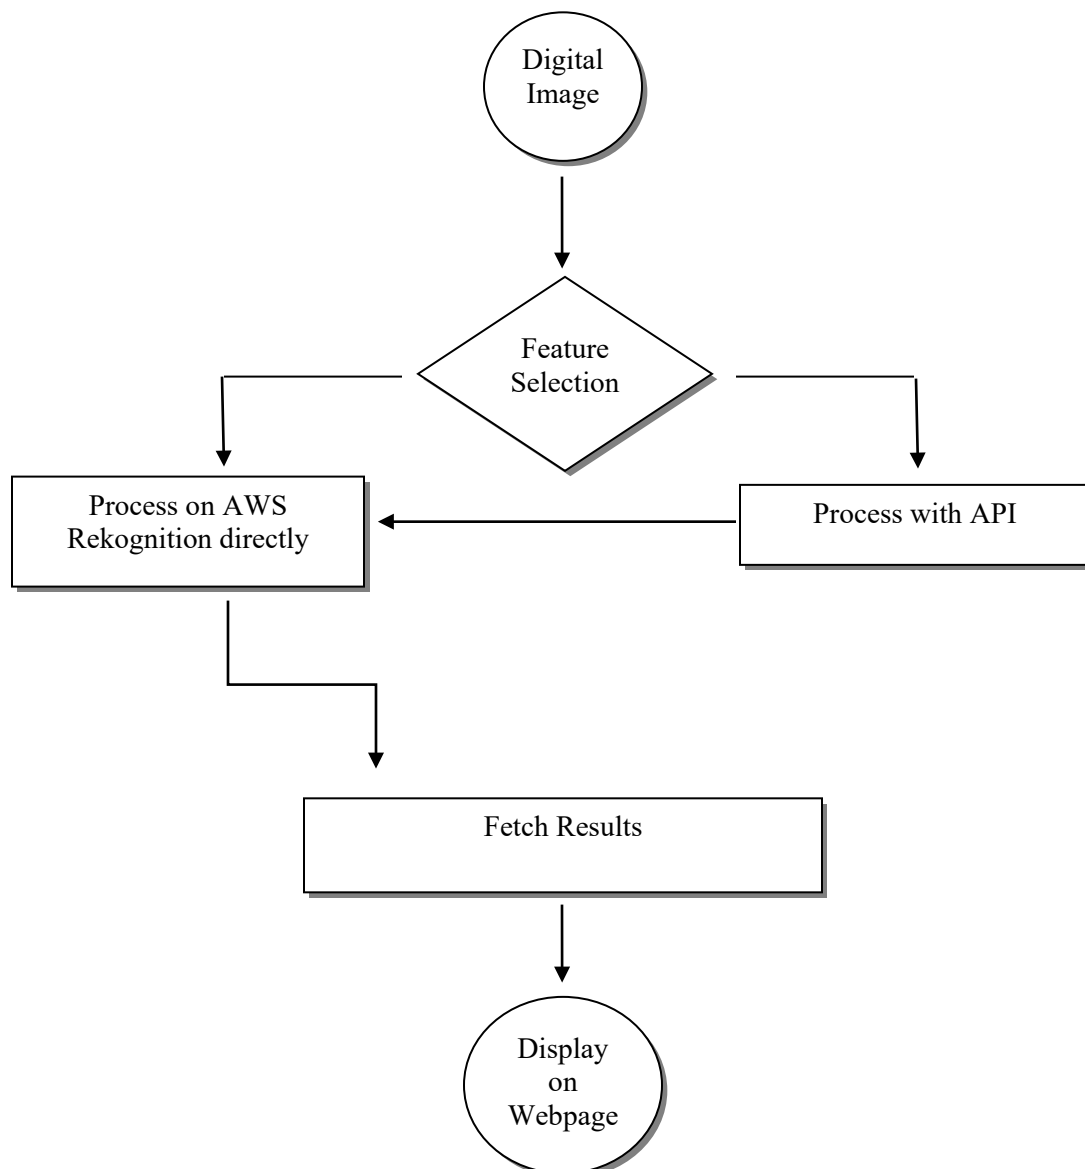 Digital
Image
Feature
Selection
Process on AWS
Rekognition directly
Process with API
Fetch Results
Display
on
Webpage